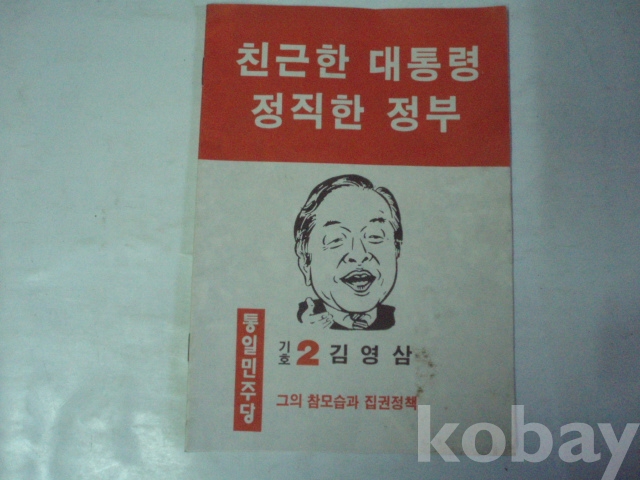 친근한 대통령
정직한 정부
통일민주당
기호 2 김영삼
그의 참모습과 집권정책
kobay